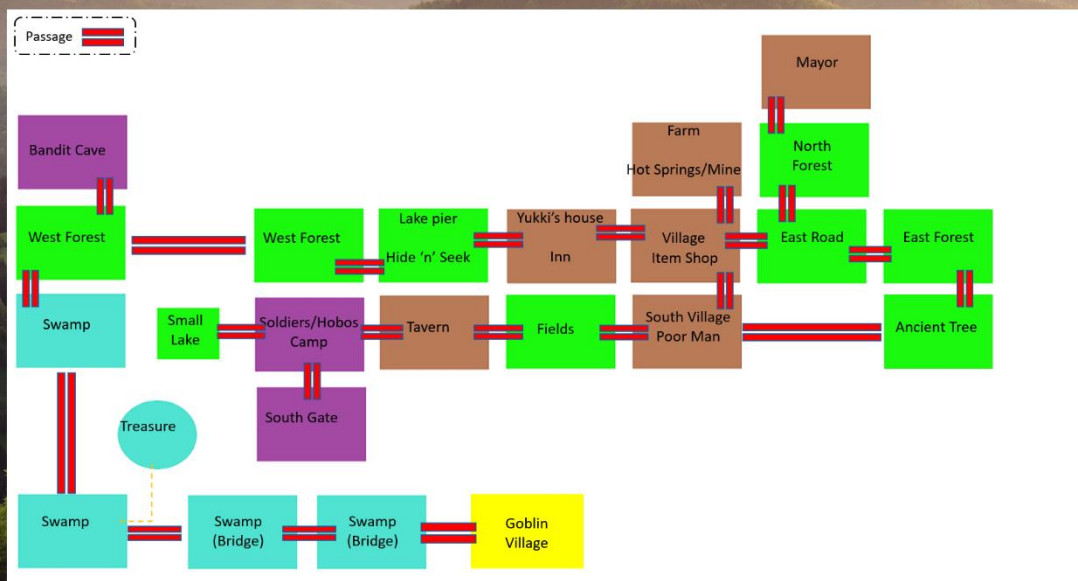 Passage
Mayor
Bandit Cave
Farm
Hot Springs/Mine
North
Forest
West Forest
West Forest
Lake pier
Hide ‘n’ Seek
Yukki’s house
Inn
Village
Item Shop
East Road
East Forest
Swamp
Small
Lake
Soldiers/Hobos
Camp
Tavern
Fields
South Village
Poor Man
Ancient Tree
South Gate
Treasure
Swamp
Swamp
(Bridge)
Swamp
(Bridge)
Goblin
Village